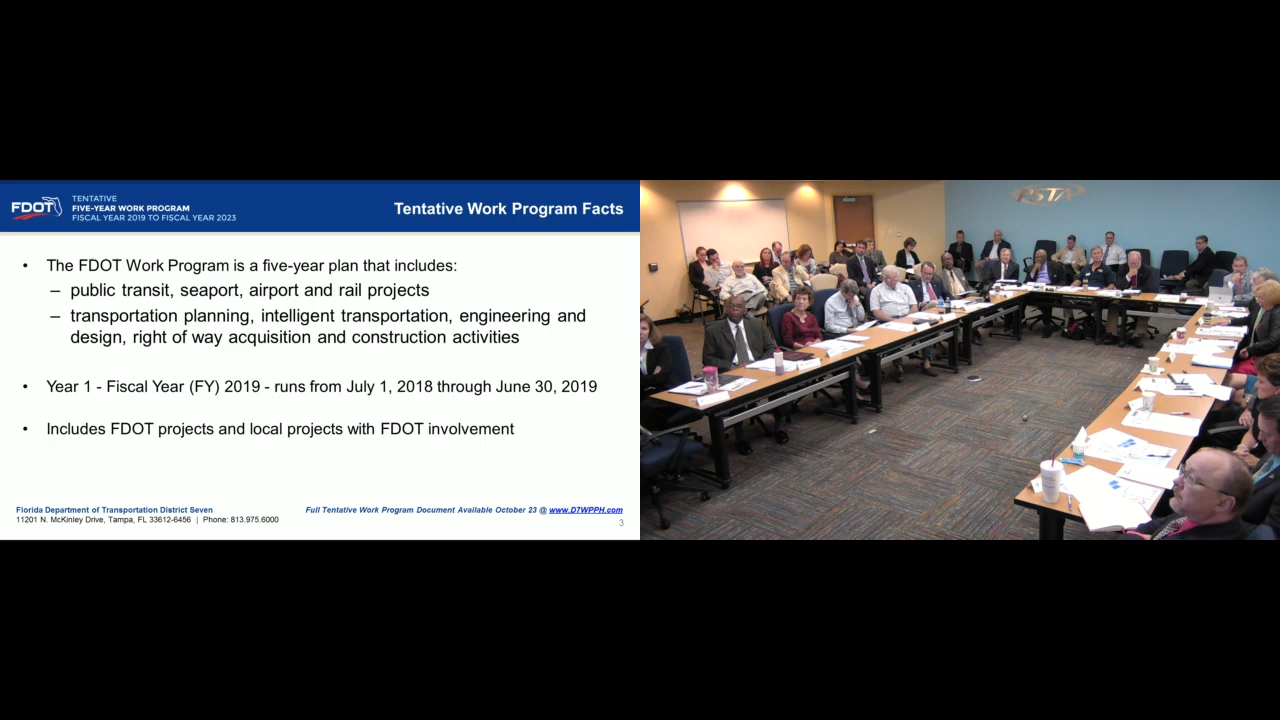 FDOT
TENTATIVE
FIVE-YEAR WORK PROGRAM
FISCAL YEAR 2019 TO FISCAL YEAR 2023
Tentative Work Program Facts
• The FDOT Work Program is a five-year plan that includes:
– public transit, seaport, airport and rail projects
– transportation planning, intelligent transportation, engineering and
design, right of way acquisition and construction activities
• Year 1 - Fiscal Year (FY) 2019 - runs from July 1, 2018 through June 30, 2019
• Includes FDOT projects and local projects with FDOT involvement
Florida Department of Transportation District Seven
11201 N. McKinley Drive, Tampa, FL 33612-6456 | Phone: 813.975.6000
Full Tentative Work Program Document Available October 23 @ www.D7WPPH.com
3
PSTA